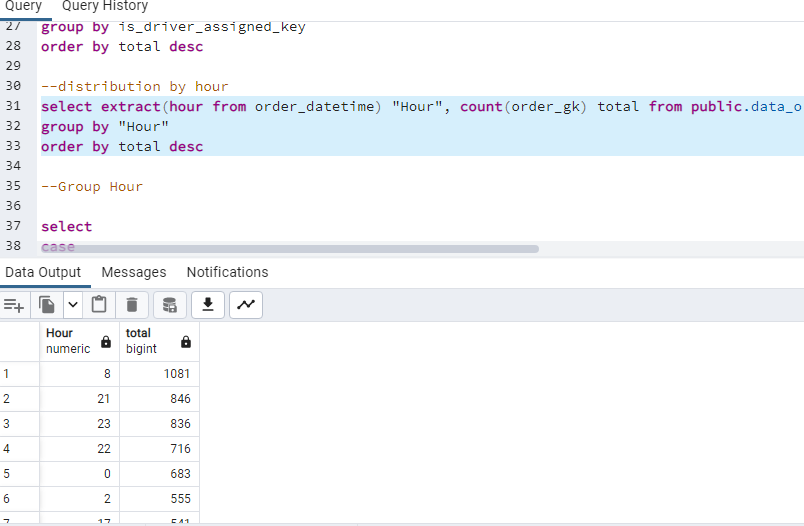 Query Query History
27 group by is_driver_assigned_key
28 order by total desc
29
30 --distribution by hour
31 select extract(hour from order_datetime) "Hour", count(order_gk) total from public.data_o
32 group by "Hour"
33 order by total desc
34
35 --Group Hour
36
37 select
38 case
Data Output Messages Notifications
Hour total
numeric bigint
1 8 1081
2 21 846
3 23 836
4 22 716
5 0 683
6 2 555
7 17 541